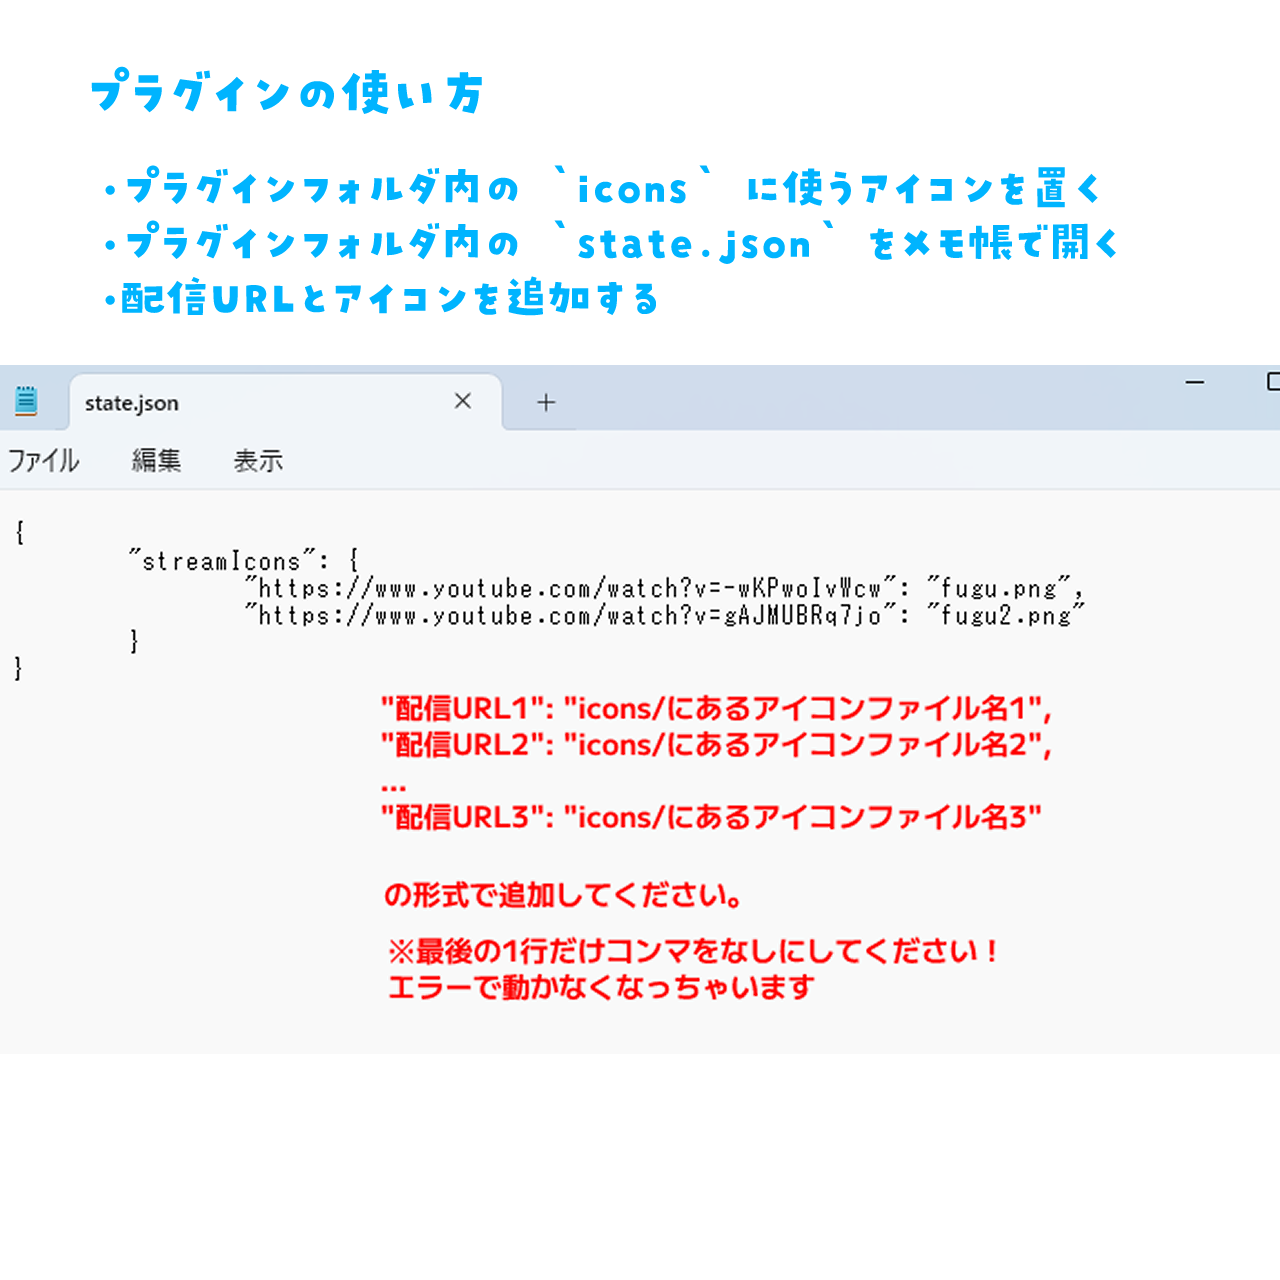 プラグインの使い方
・プラグインフォルダ内の `icons` に使うアイコンを置く
・プラグインフォルダ内の `state.json` をメモ帳で開く
・配信URLとアイコンを追加する
state.json
ファイル 編集 表示
{
"streamIcons": {
"https://www.youtube.com/watch?v=-wKPwoIvWcw": "fugu.png",
"https://www.youtube.com/watch?v=gAJMUBRq7jo": "fugu2.png"
}
}
"配信URL1": "icons/にあるアイコンファイル名1",
"配信URL2": "icons/にあるアイコンファイル名2",
...
"配信URL3": "icons/にあるアイコンファイル名3"
の形式で追加してください。
※最後の1行だけコンマをなしにしてください！
エラーで動かなくなっちゃいます